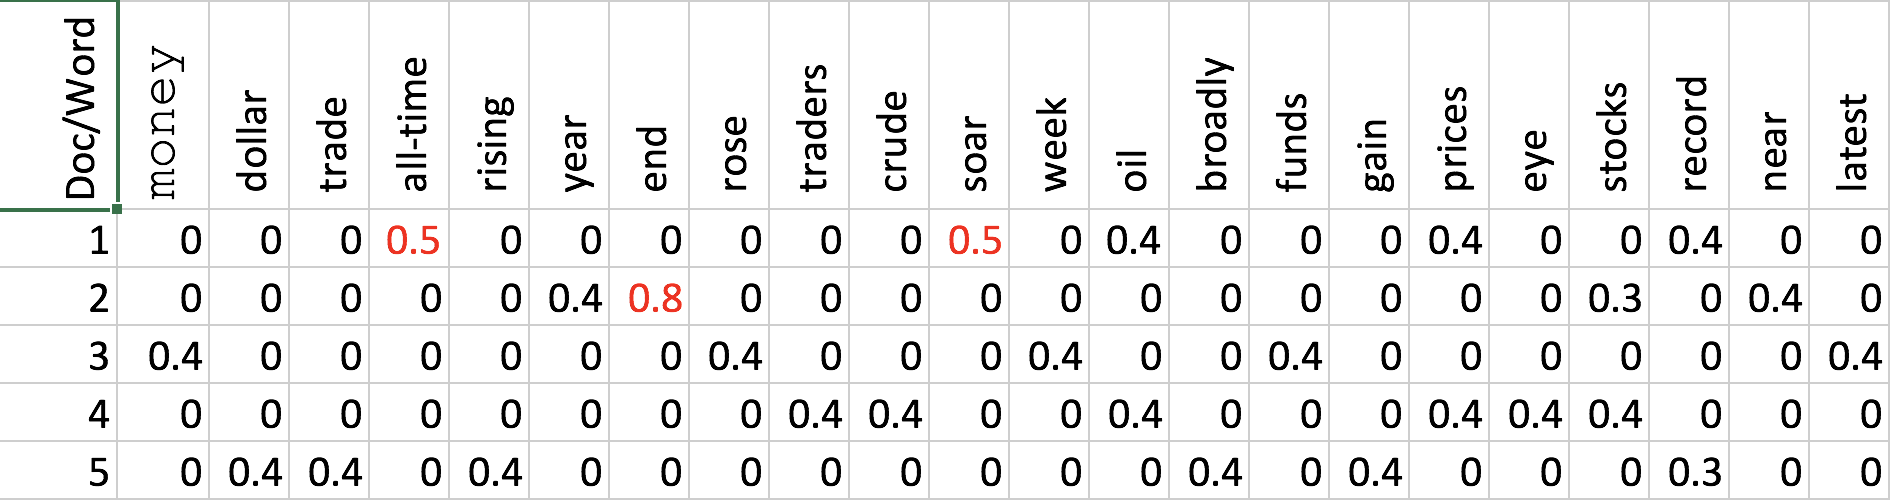 Doc/Word money dollar trade all-time rising year end rose traders crude soar week oil broadly funds gain prices eye stocks record near latest
1 0 0 0 0.5 0 0 0 0 0 0 0.5 0 0.4 0 0 0 0.4 0 0 0.4 0 0
2 0 0 0 0 0 0.4 0.8 0 0 0 0 0 0 0 0 0 0 0 0.3 0 0.4 0
3 0.4 0 0 0 0 0 0 0.4 0 0 0 0.4 0 0 0.4 0 0 0 0 0 0 0.4
4 0 0 0 0 0 0 0 0 0.4 0.4 0 0 0.4 0 0 0 0.4 0.4 0.4 0 0 0
5 0 0.4 0.4 0 0.4 0 0 0 0 0 0 0 0 0.4 0 0.4 0 0 0 0.3 0 0